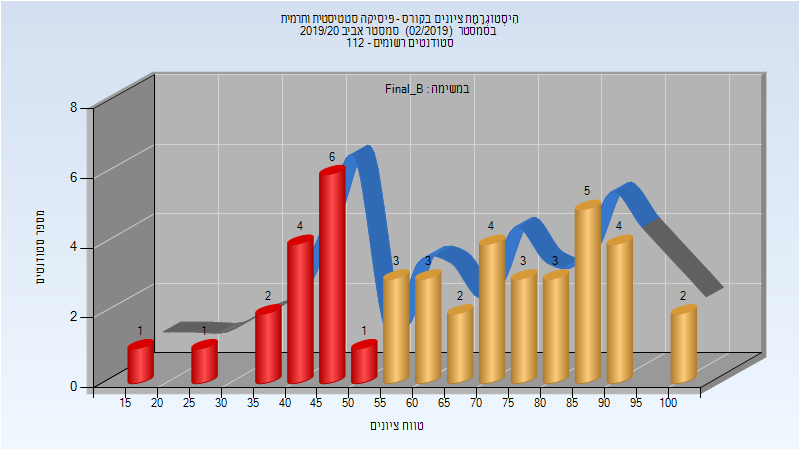 הִיסְטוֹגְרָמַת ציונים בקורס - פיסיקה סטטיסטית ותרמית
בסמסטר (02/2019) סמסטר אביב 2019/20
סטודנטים רשומים - 112
במשימה : Final_B
מספר סטודנטים
8
6
4
2
0
1
1
2
4
6
1
3
3
2
4
3
3
5
4
2
15 20 25 30 35 40 45 50 55 60 65 70 75 80 85 90 95 100
טווח ציונים